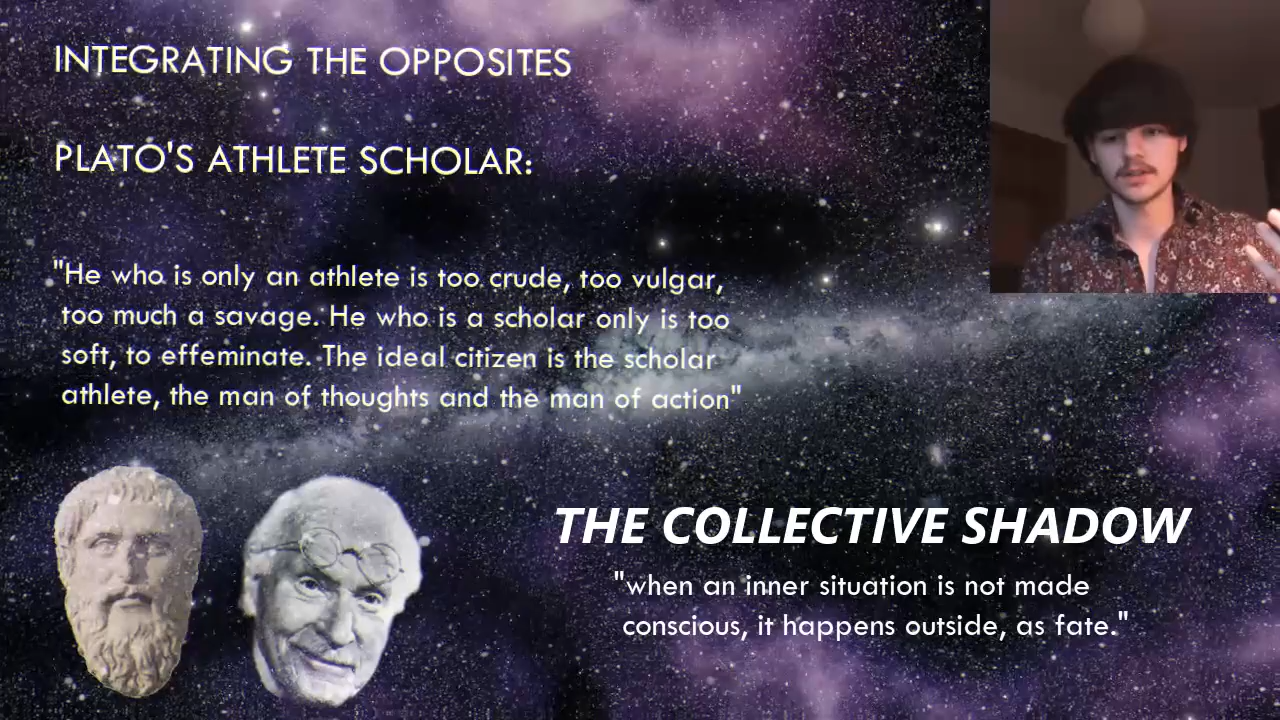 INTEGRATING THE OPPOSITES
PLATO'S ATHLETE SCHOLAR:
"He who is only an athlete is too crude, too vulgar,
too much a savage. He who is a scholar only is too
soft, to effeminate. The ideal citizen is the scholar
athlete, the man of thoughts and the man of action"
THE COLLECTIVE SHADOW
"when an inner situation is not made
conscious, it happens outside, as fate."